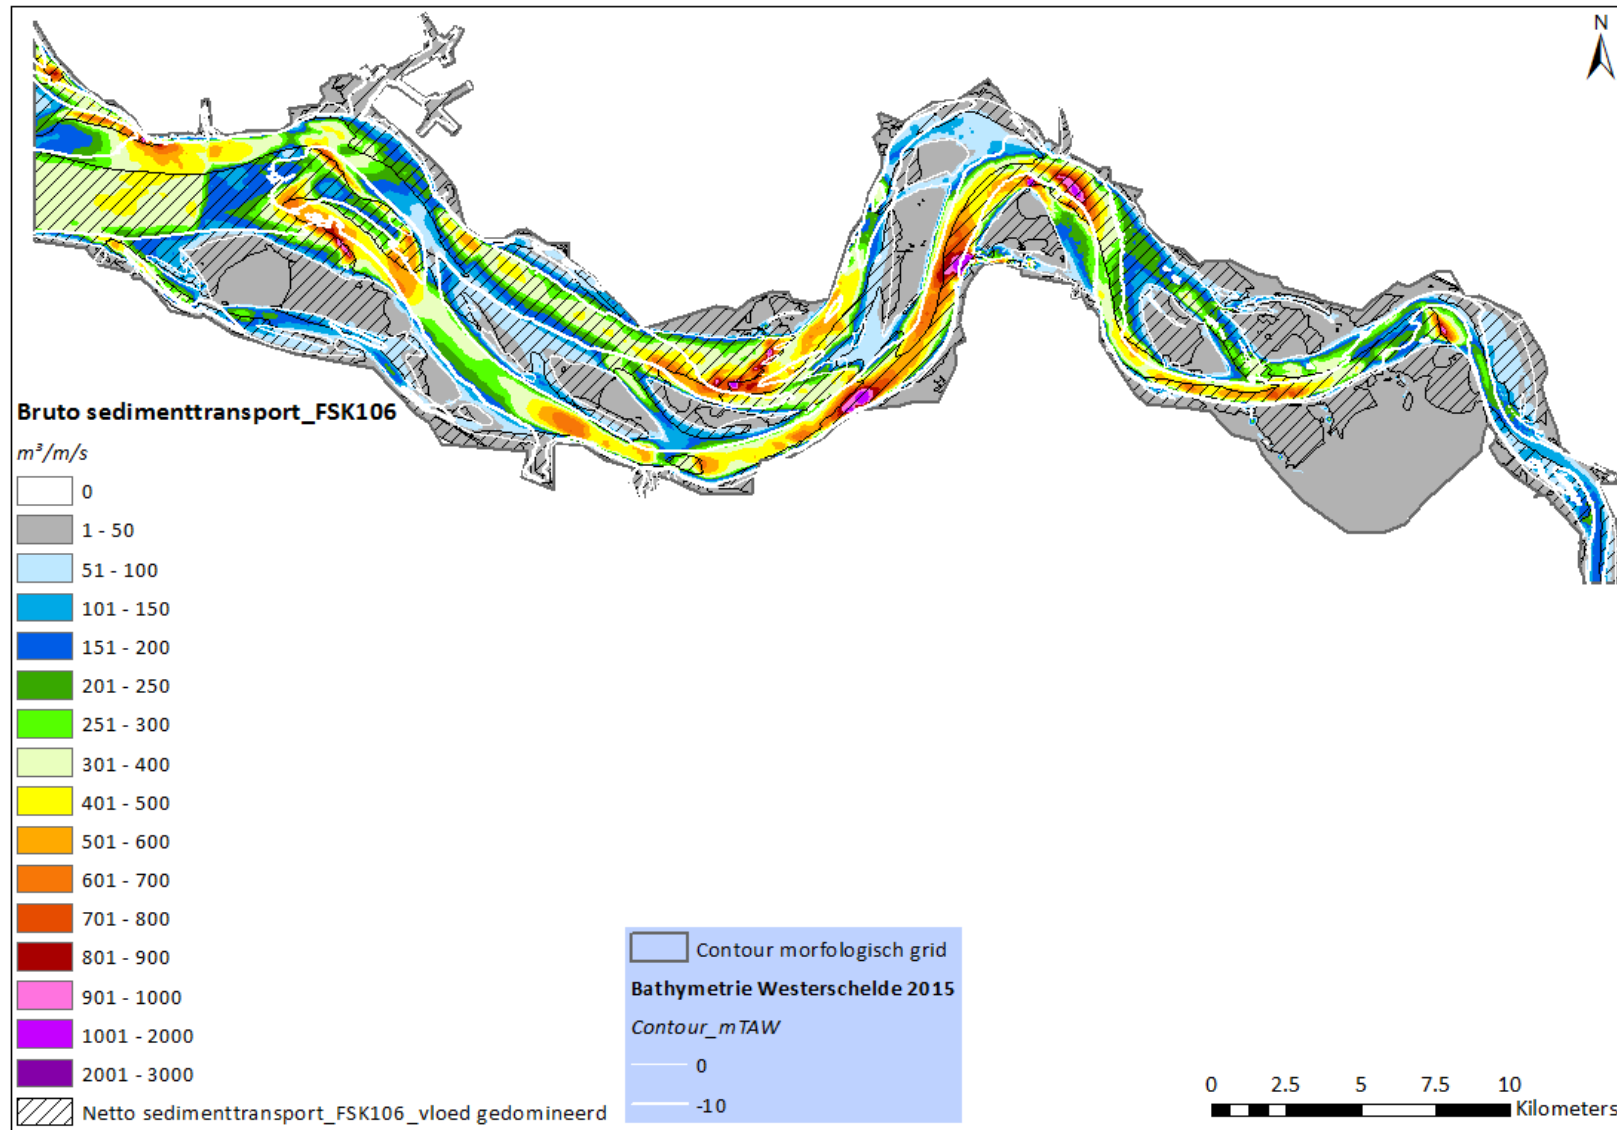 N
Bruto sedimenttransport_FSK106
m³/m/s
0
1 - 50
51 - 100
101 - 150
151 - 200
201 - 250
251 - 300
301 - 400
401 - 500
501 - 600
601 - 700
701 - 800
801 - 900
901 - 1000
1001 - 2000
2001 - 3000
Netto sedimenttransport_FSK106_vloed gedomineerd
Contour morfologisch grid
Bathymetrie Westerschelde 2015
Contour_mTAW
0
-10
0 2.5 5 7.5 10
Kilometers